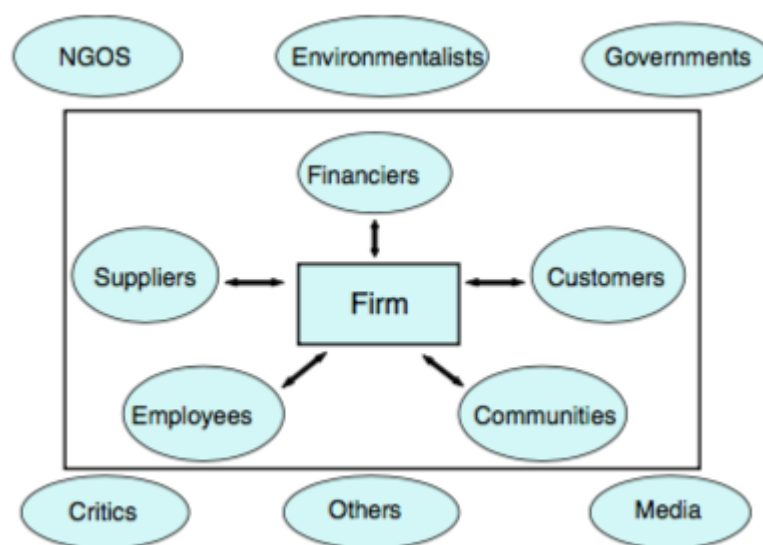 NGOS
Environmentalists
Governments
Financiers
Suppliers
Firm
Customers
Employees
Communities
Critics
Others
Media